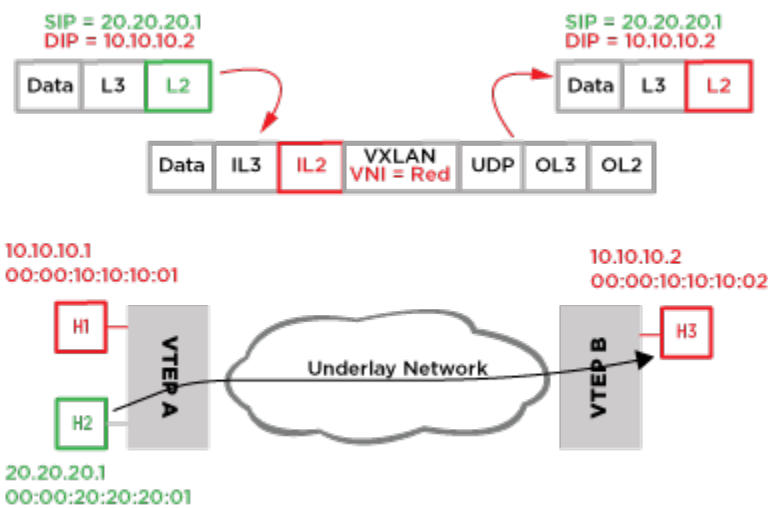 SIP = 20.20.20.1
DIP = 10.10.10.2
Data L3 L2
SIP = 20.20.20.1
DIP = 10.10.10.2
Data L3 L2
Data IL3 IL2 VXLAN VNI = Red UDP OL3 OL2
10.10.10.1
00:00:10:10:10:01
10.10.10.2
00:00:10:10:10:02
H1
VTEP A
Underlay Network
VTEP B
H3
H2
20.20.20.1
00:00:20:20:20:01